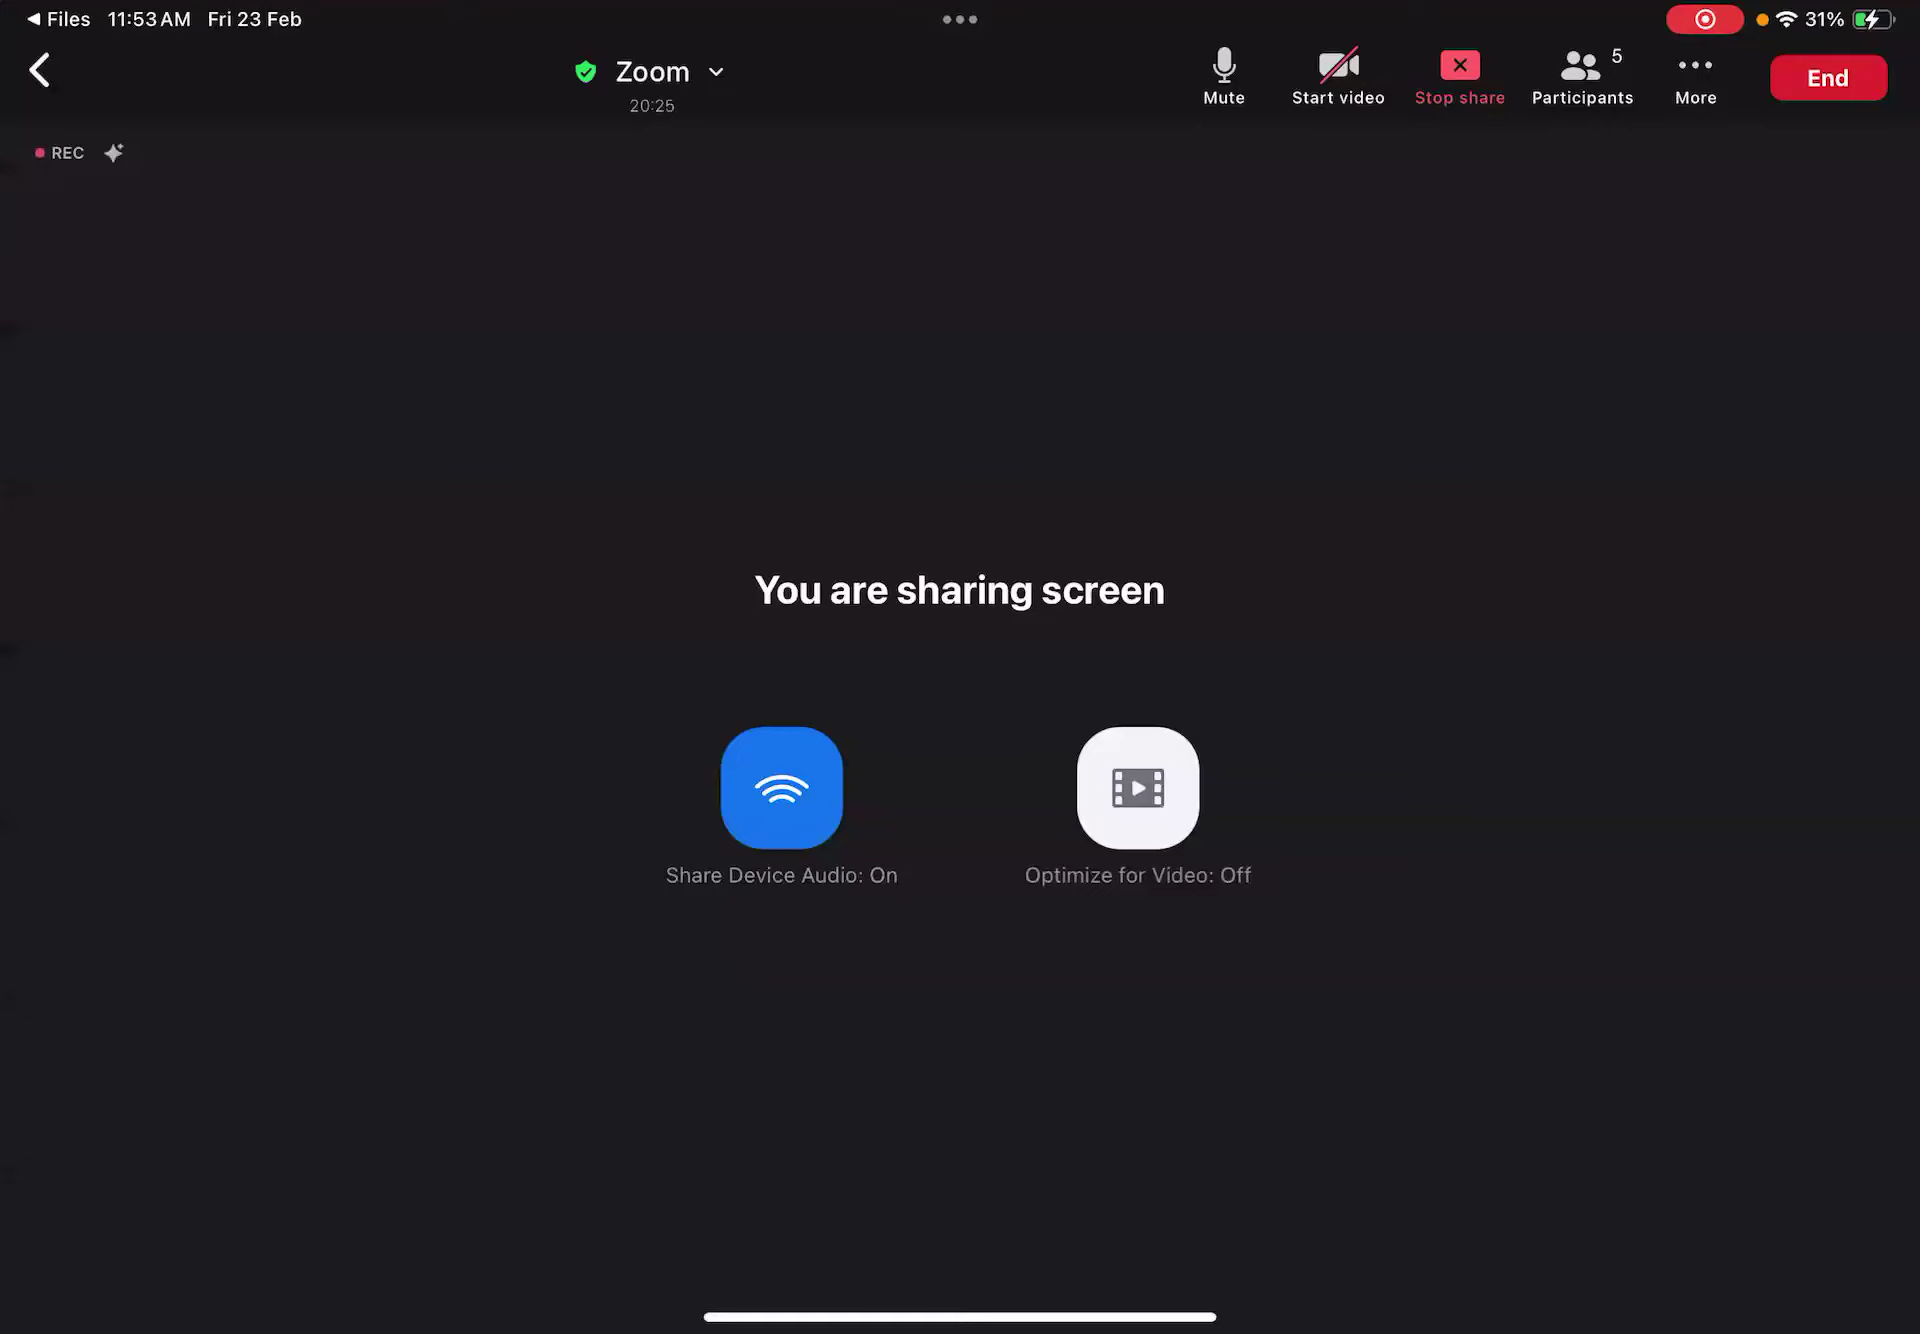 Files 11:53 AM Fri 23 Feb 31%
Zoom
20:25
Mute Start video Stop share Participants 5 More End
REC
You are sharing screen
Share Device Audio: On Optimize for Video: Off